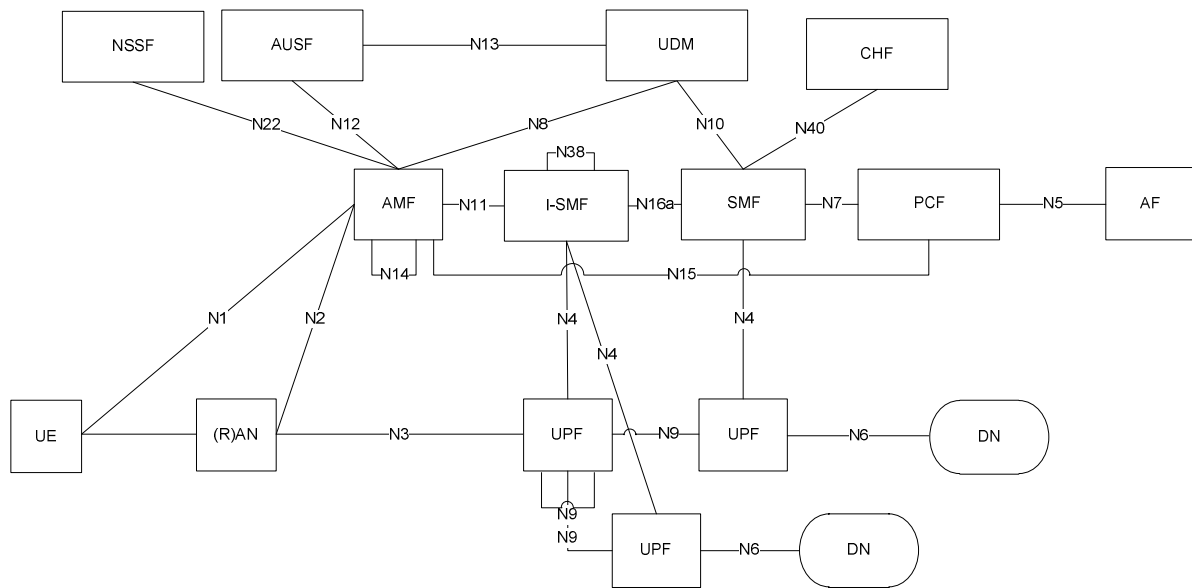 NSSF
AUSF
N13
UDM
CHF
N22
N12
N8
N10
N40
N38
AMF
N11
I-SMF
N16a
SMF
N7
PCF
N5
AF
N14
N15
N1
N2
N4
N4
N4
UE
(R)AN
N3
UPF
N9
UPF
N6
DN
N9
N9
UPF
N6
DN